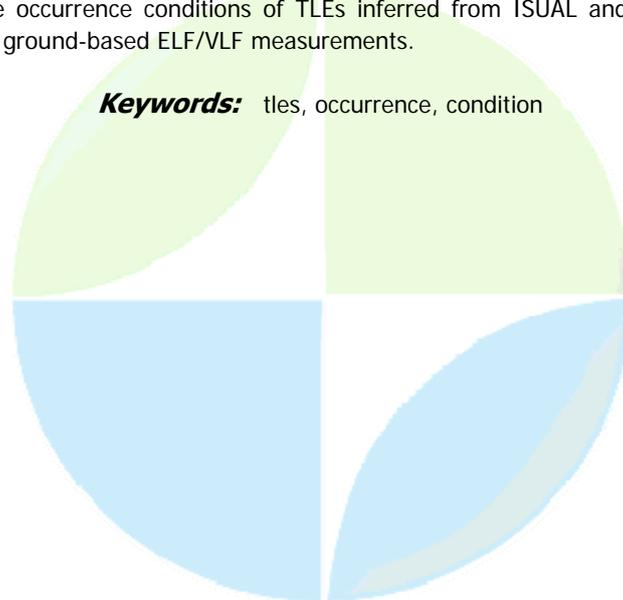 occurrence conditions of TLEs inferred from ISUAL and
ground-based ELF/VLF measurements.
Keywords: tles, occurrence, condition